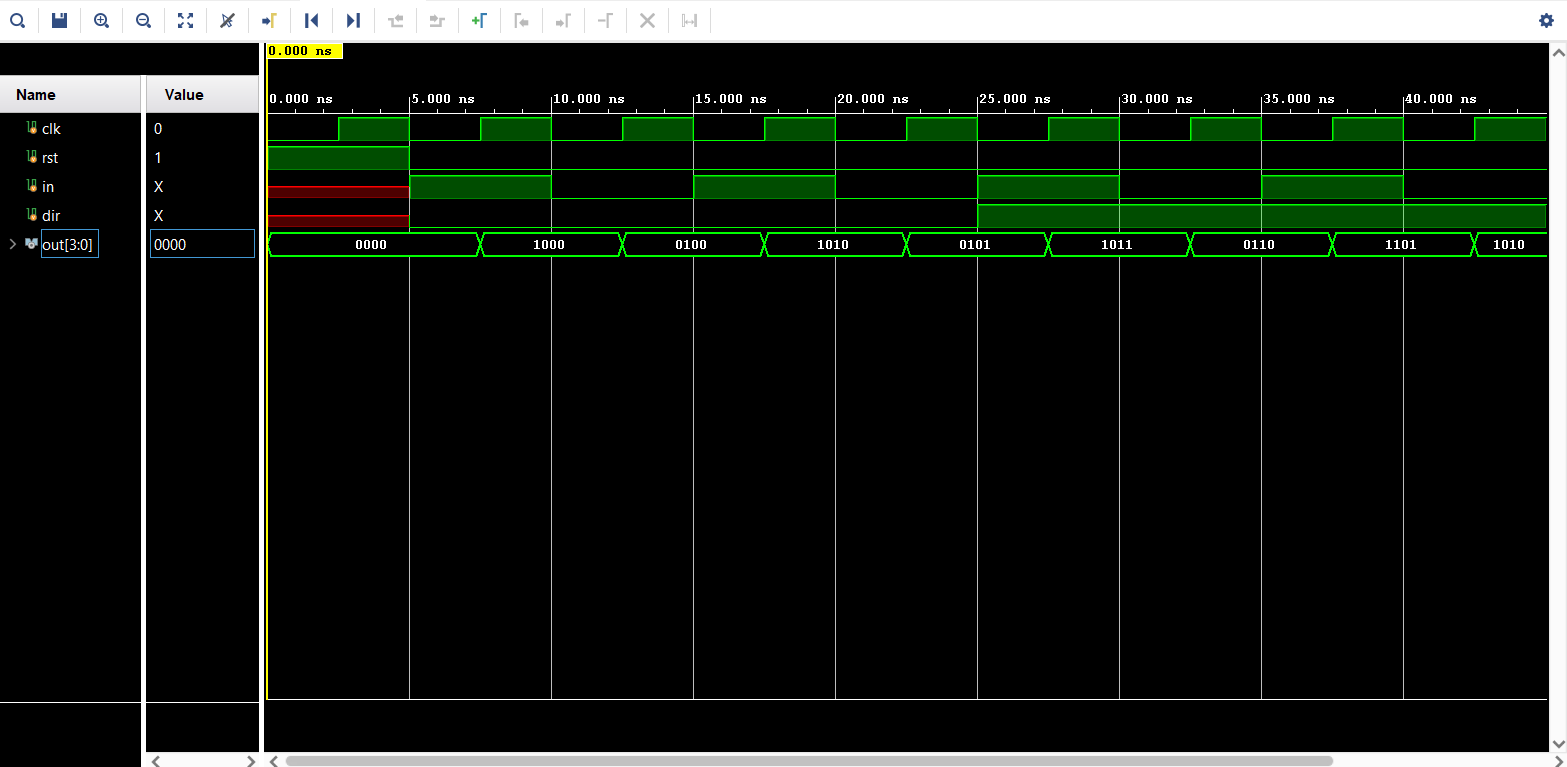 0.000 ns
Name Value
0.000 ns 5.000 ns 10.000 ns 15.000 ns 20.000 ns 25.000 ns 30.000 ns 35.000 ns 40.000 ns
clk 0
rst 1
in X
dir X
out[3:0] 0000 0000 1000 0100 1010 0101 1011 0110 1101 1010